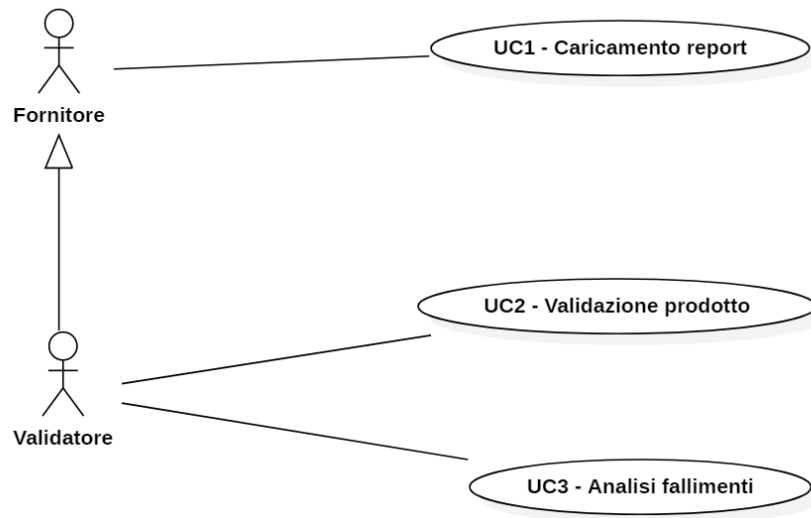 UC1 - Caricamento report
Fornitore
UC2 - Validazione prodotto
Validatore
UC3 - Analisi fallimenti